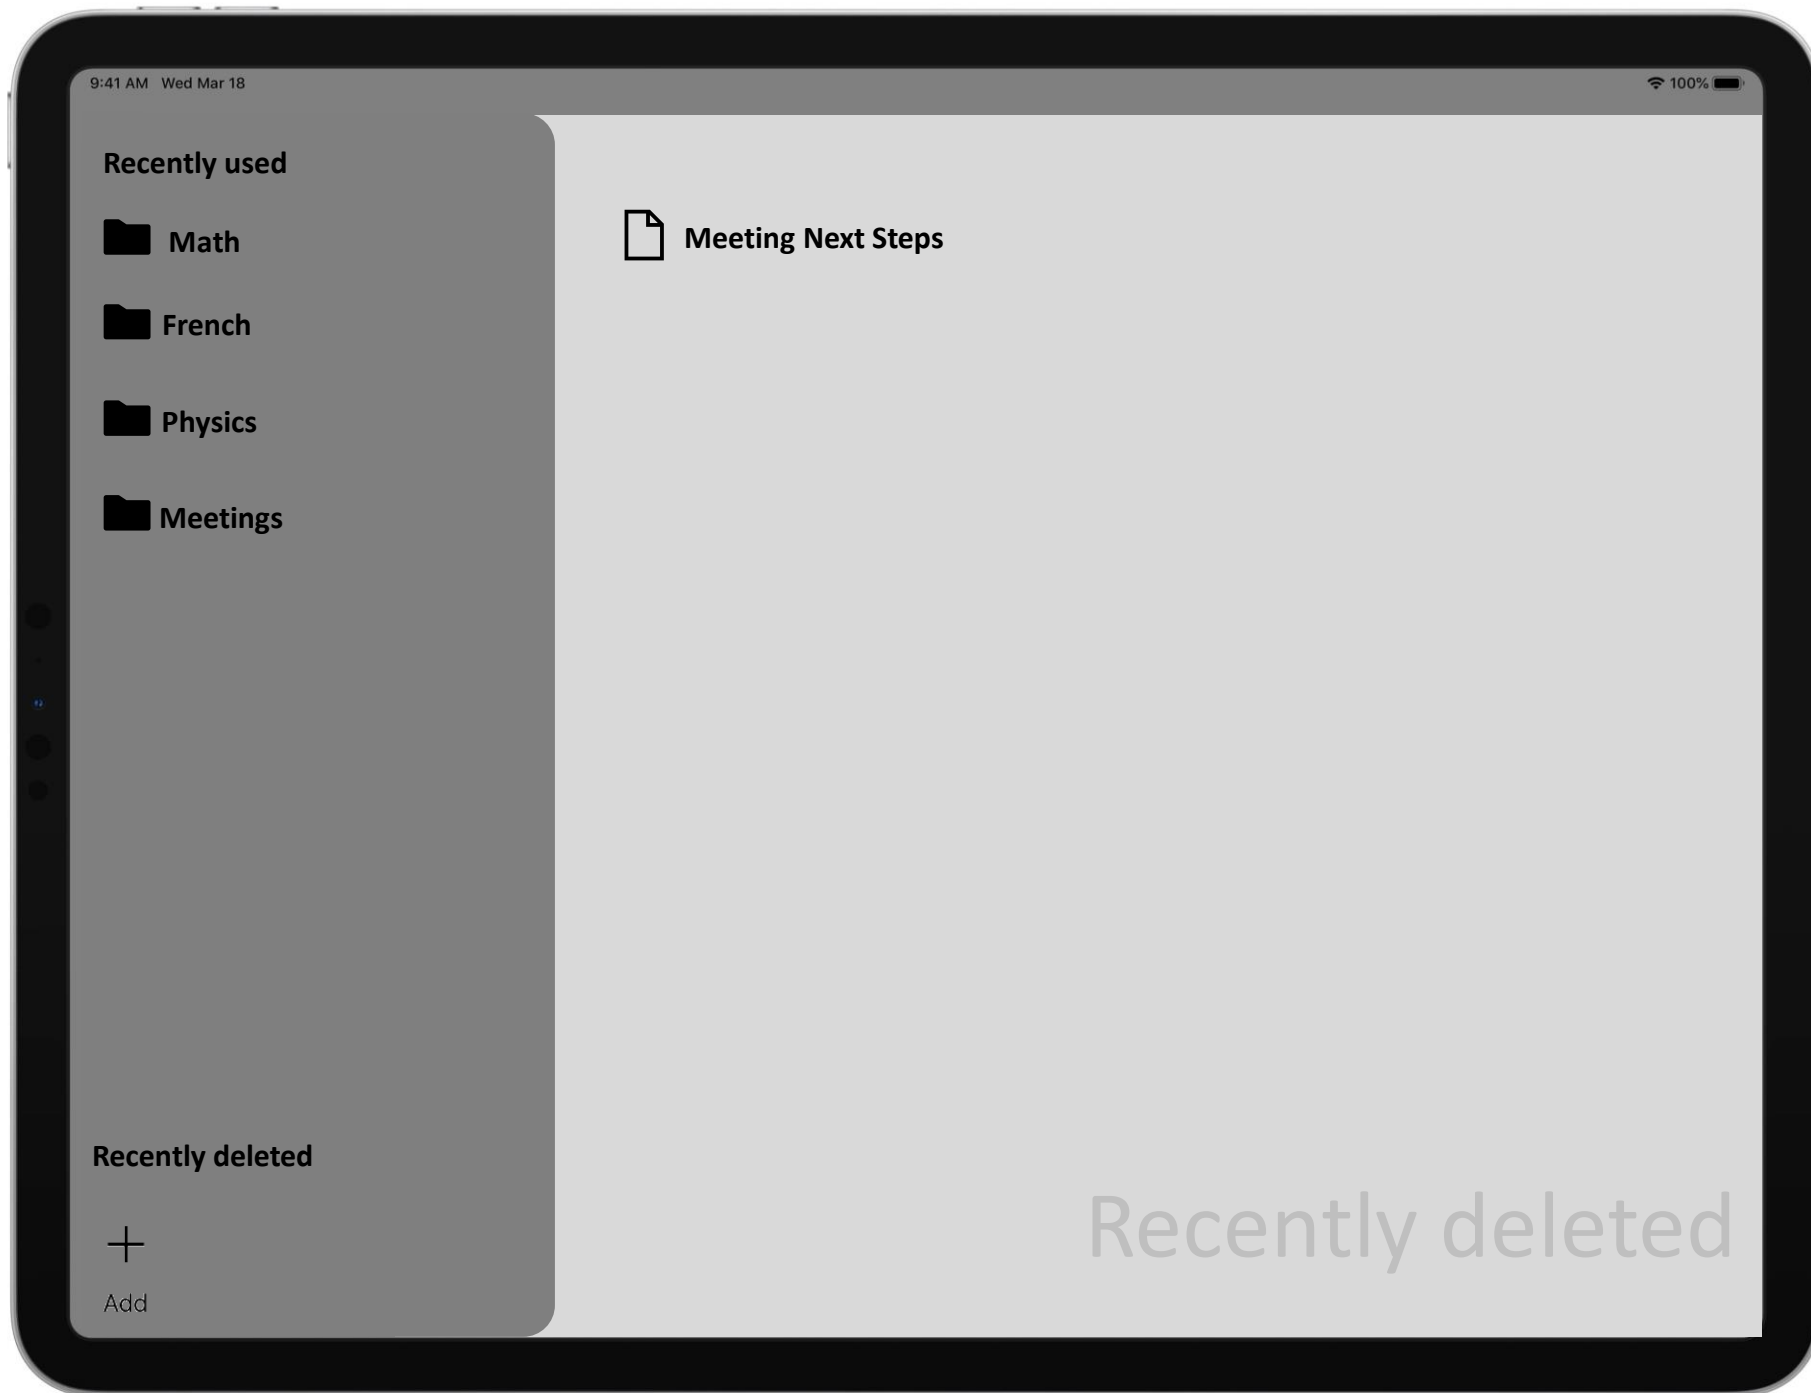 9:41 AM Wed Mar 18
100%
Recently used
Math
French
Physics
Meetings
Recently deleted
Add
Meeting Next Steps
Recently deleted